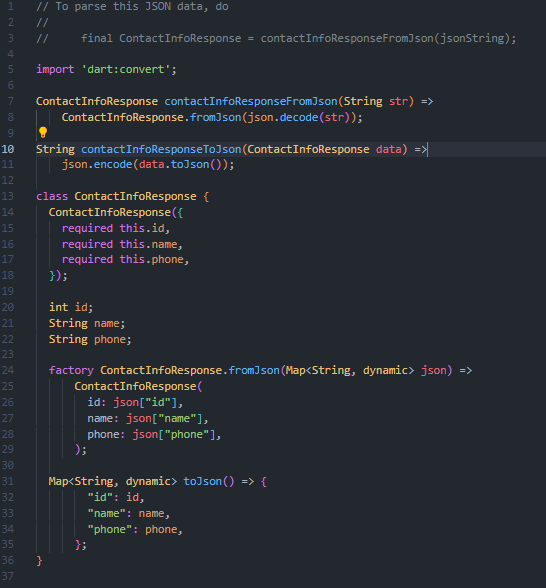 1 // To parse this JSON data, do
2 //
3 //     final ContactInfoResponse = contactInfoResponseFromJson(jsonString);
4
5 import 'dart:convert';
6
7 ContactInfoResponse contactInfoResponseFromJson(String str) =>
8     ContactInfoResponse.fromJson(json.decode(str));
9
10 String contactInfoResponseToJson(ContactInfoResponse data) =>
11     json.encode(data.toJson());
12
13 class ContactInfoResponse {
14   ContactInfoResponse({
15     required this.id,
16     required this.name,
17     required this.phone,
18   });
19
20   int id;
21   String name;
22   String phone;
23
24   factory ContactInfoResponse.fromJson(Map<String, dynamic> json) =>
25       ContactInfoResponse(
26         id: json["id"],
27         name: json["name"],
28         phone: json["phone"],
29       );
30
31   Map<String, dynamic> toJson() => {
32         "id": id,
33         "name": name,
34         "phone": phone,
35       };
36 }
37